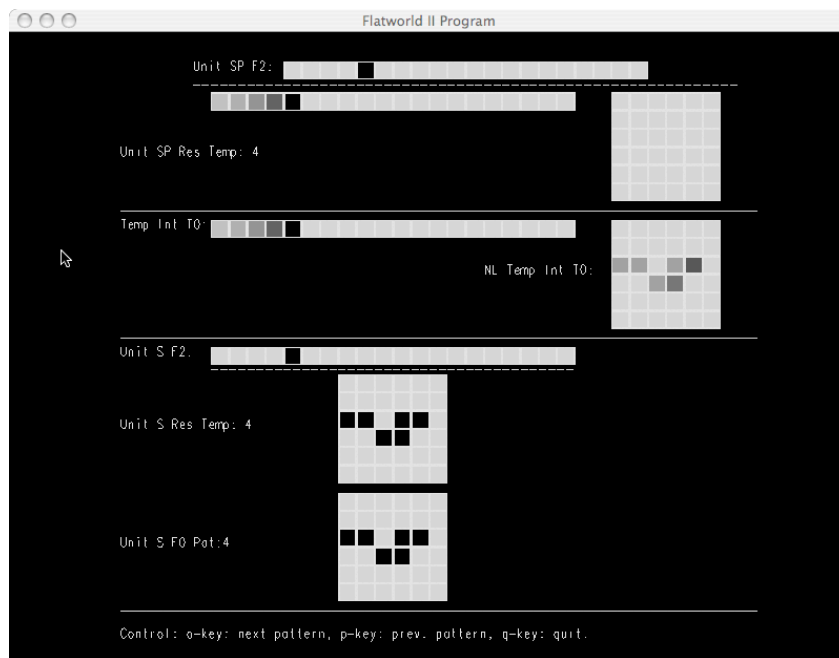 Flatworld II Program
Unit SP F2:
Unit SP Res Temp: 4
Temp Int T0:
NL Temp Int T0:
Unit S F2.
Unit S Res Temp: 4
Unit S F0 Pat:4
Control: o-key: next pattern, p-key: prev. pattern, q-key: quit.